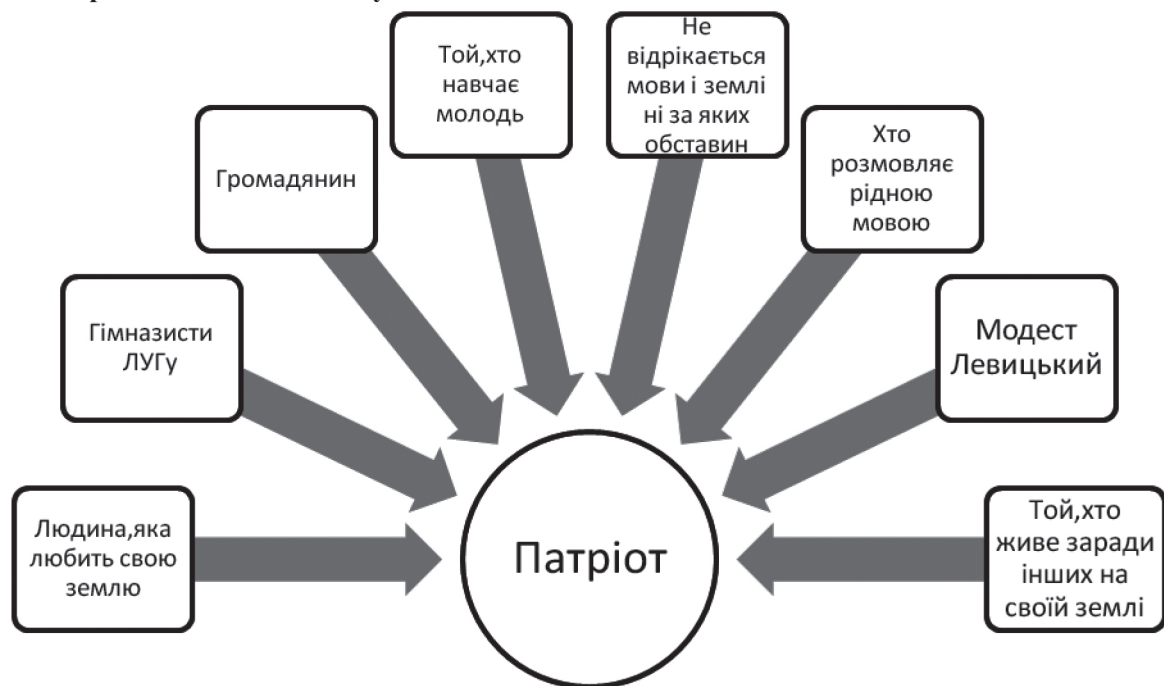 Не
відрікається
мови і землі
ні за яких
обставин
Той,хто
навчає
молодь
Хто
розмовляє
рідною
мовою
Громадянин
Модест
Левицький
Гімназисти
ЛУГу
Людина,яка
любить свою
землю
Той,хто
живе заради
інших на
своїй землі
Патріот